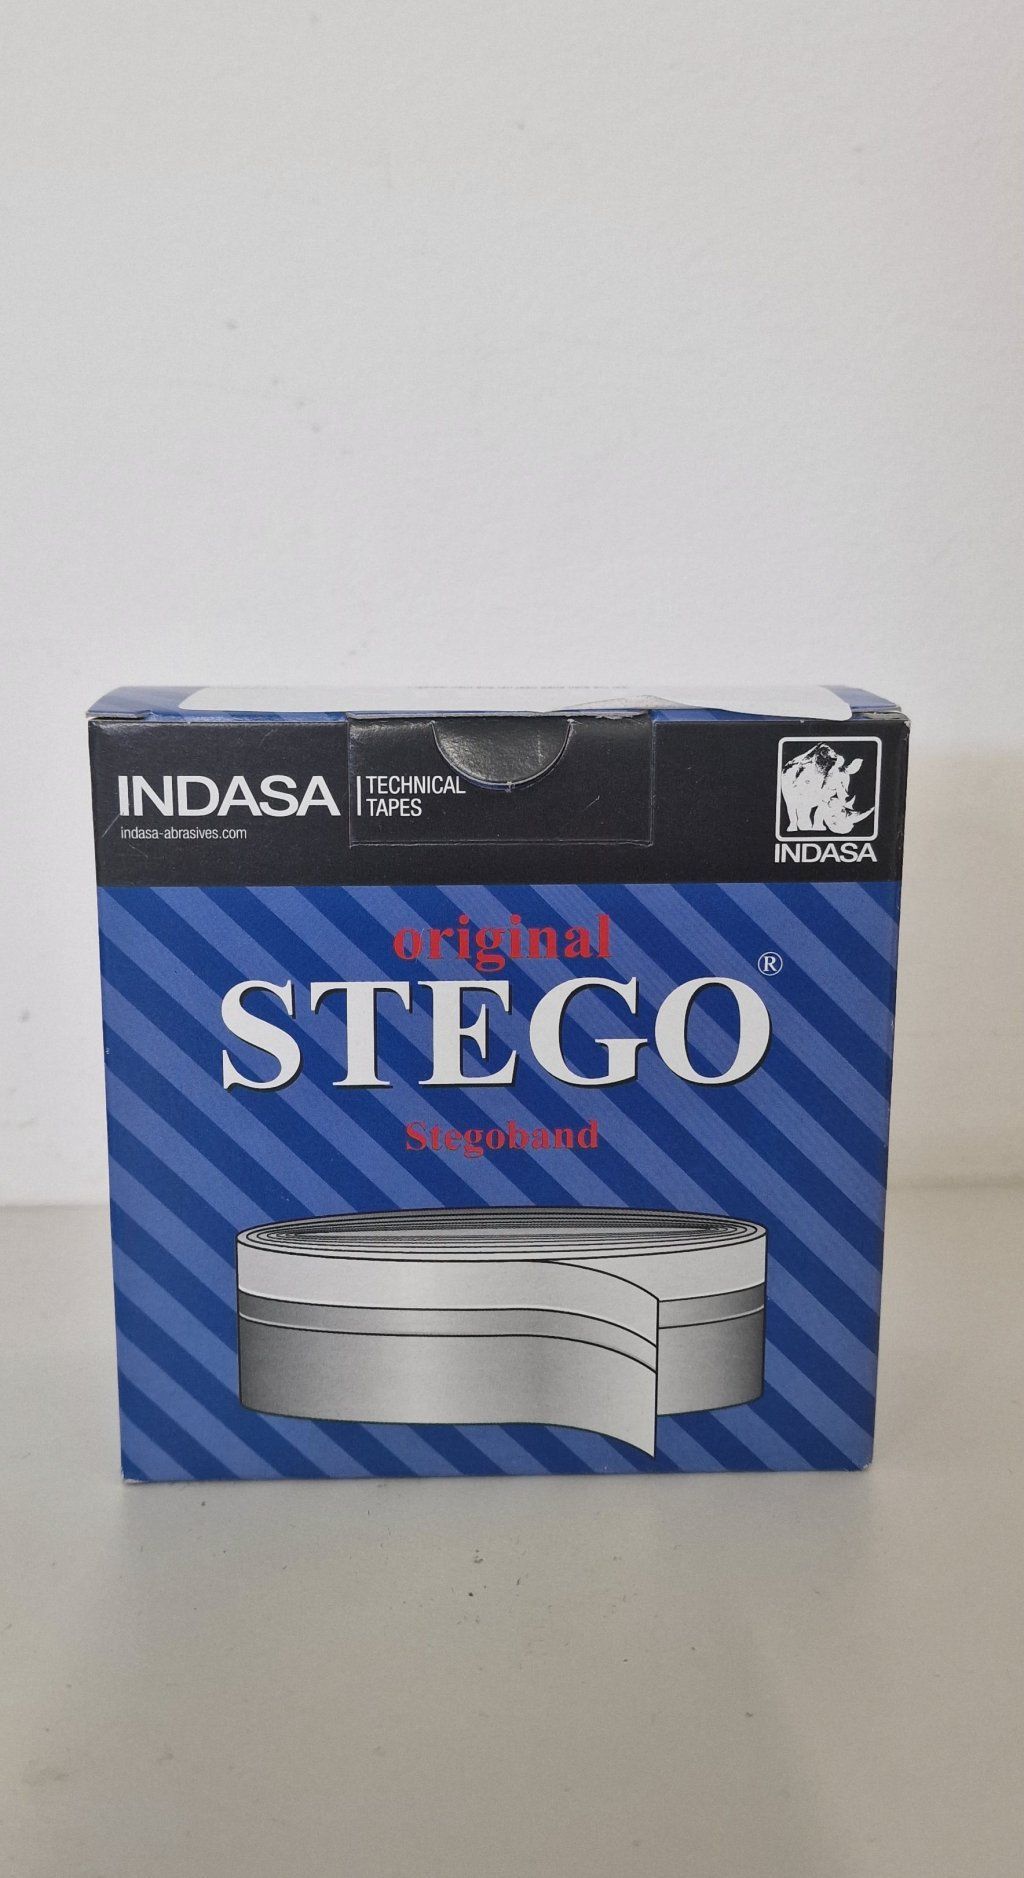 INDASA
TECHNICAL
TAPES
indasa-abrasives.com
INDASA
original
STEGO®
Stegoband